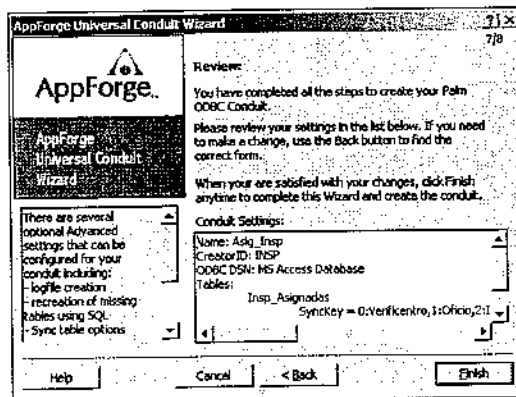 AppForge Universal Conduit Wizard
7/8
AppForge
AppForge
Universal Conduit
Wizard
There are several
optional Advanced
settings that can be
configured for your
conduit including:
- logfile creation
- recreation of missing
tables using SQL
- Sync table options
Review:
You have completed all the steps to create your Palm
ODBC Conduit.
Please review your settings in the list below. If you need
to make a change, use the Back button to find the
correct form.
When your are satisfied with your changes, click Finish
anytime to complete this Wizard and create the conduit.
Conduit Settings:
Name: Asig_Insp
CreatorID: INSP
ODBC DSN: MS Access Database
Tables:
Insp_Asignadas
SyncKey = 0:Verificentro,1:Oficio,2:I
Help
Cancel
< Back
Finish